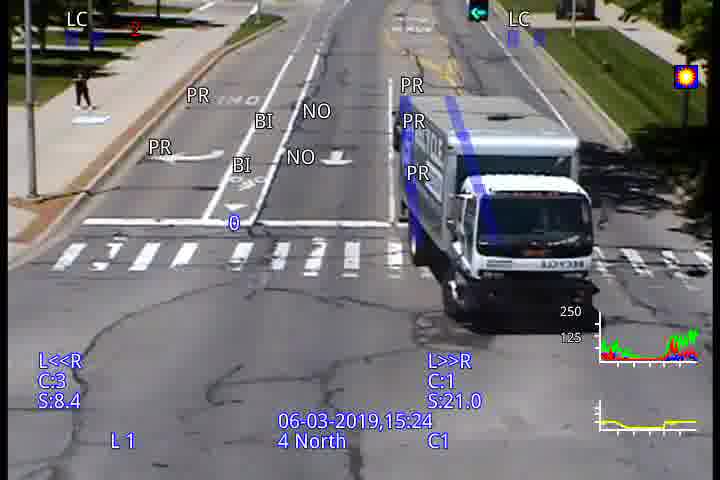 LC
2
LC
PR
PR
NO
BI
PR
PR
NO
BI
PR
0
250
125
L<<R
C:3
S:8.4
L>>R
C:1
S:21.0
06-03-2019,15:24
L 1
4 North
C1